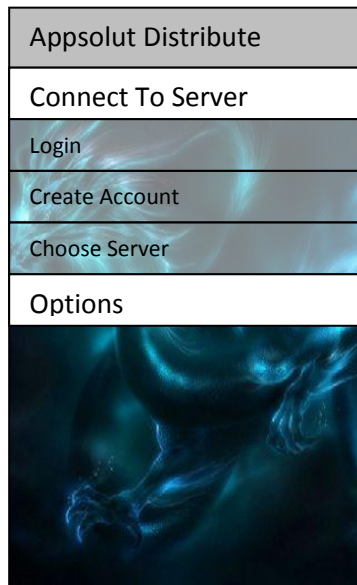 Appsolut Distribute
Connect To Server
Login
Create Account
Choose Server
Options